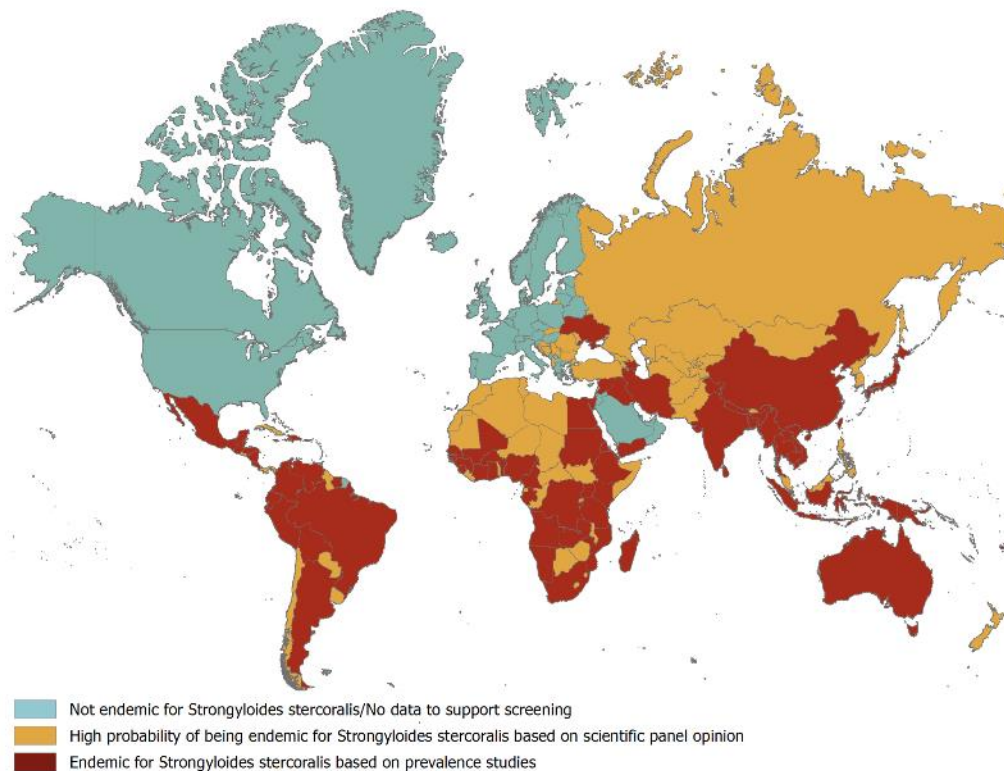 Not endemic for Strongyloides stercoralis/No data to support screening
High probability of being endemic for Strongyloides stercoralis based on scientific panel opinion
Endemic for Strongyloides stercoralis based on prevalence studies